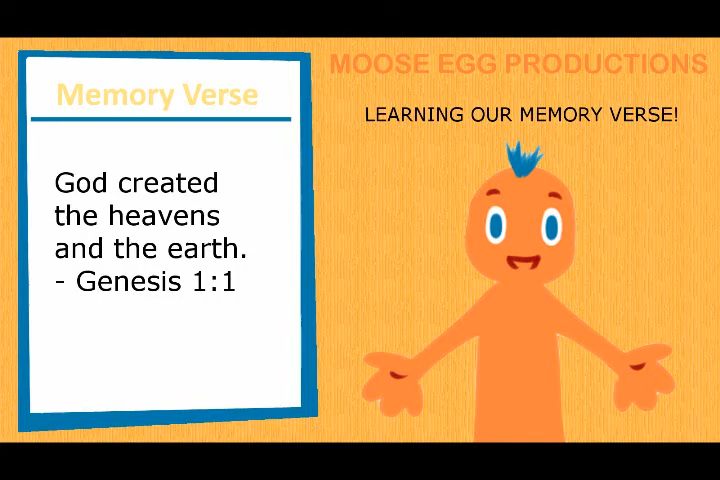 MOOSE EGG PRODUCTIONS
LEARNING OUR MEMORY VERSE!
Memory Verse
God created
the heavens
and the earth.
- Genesis 1:1